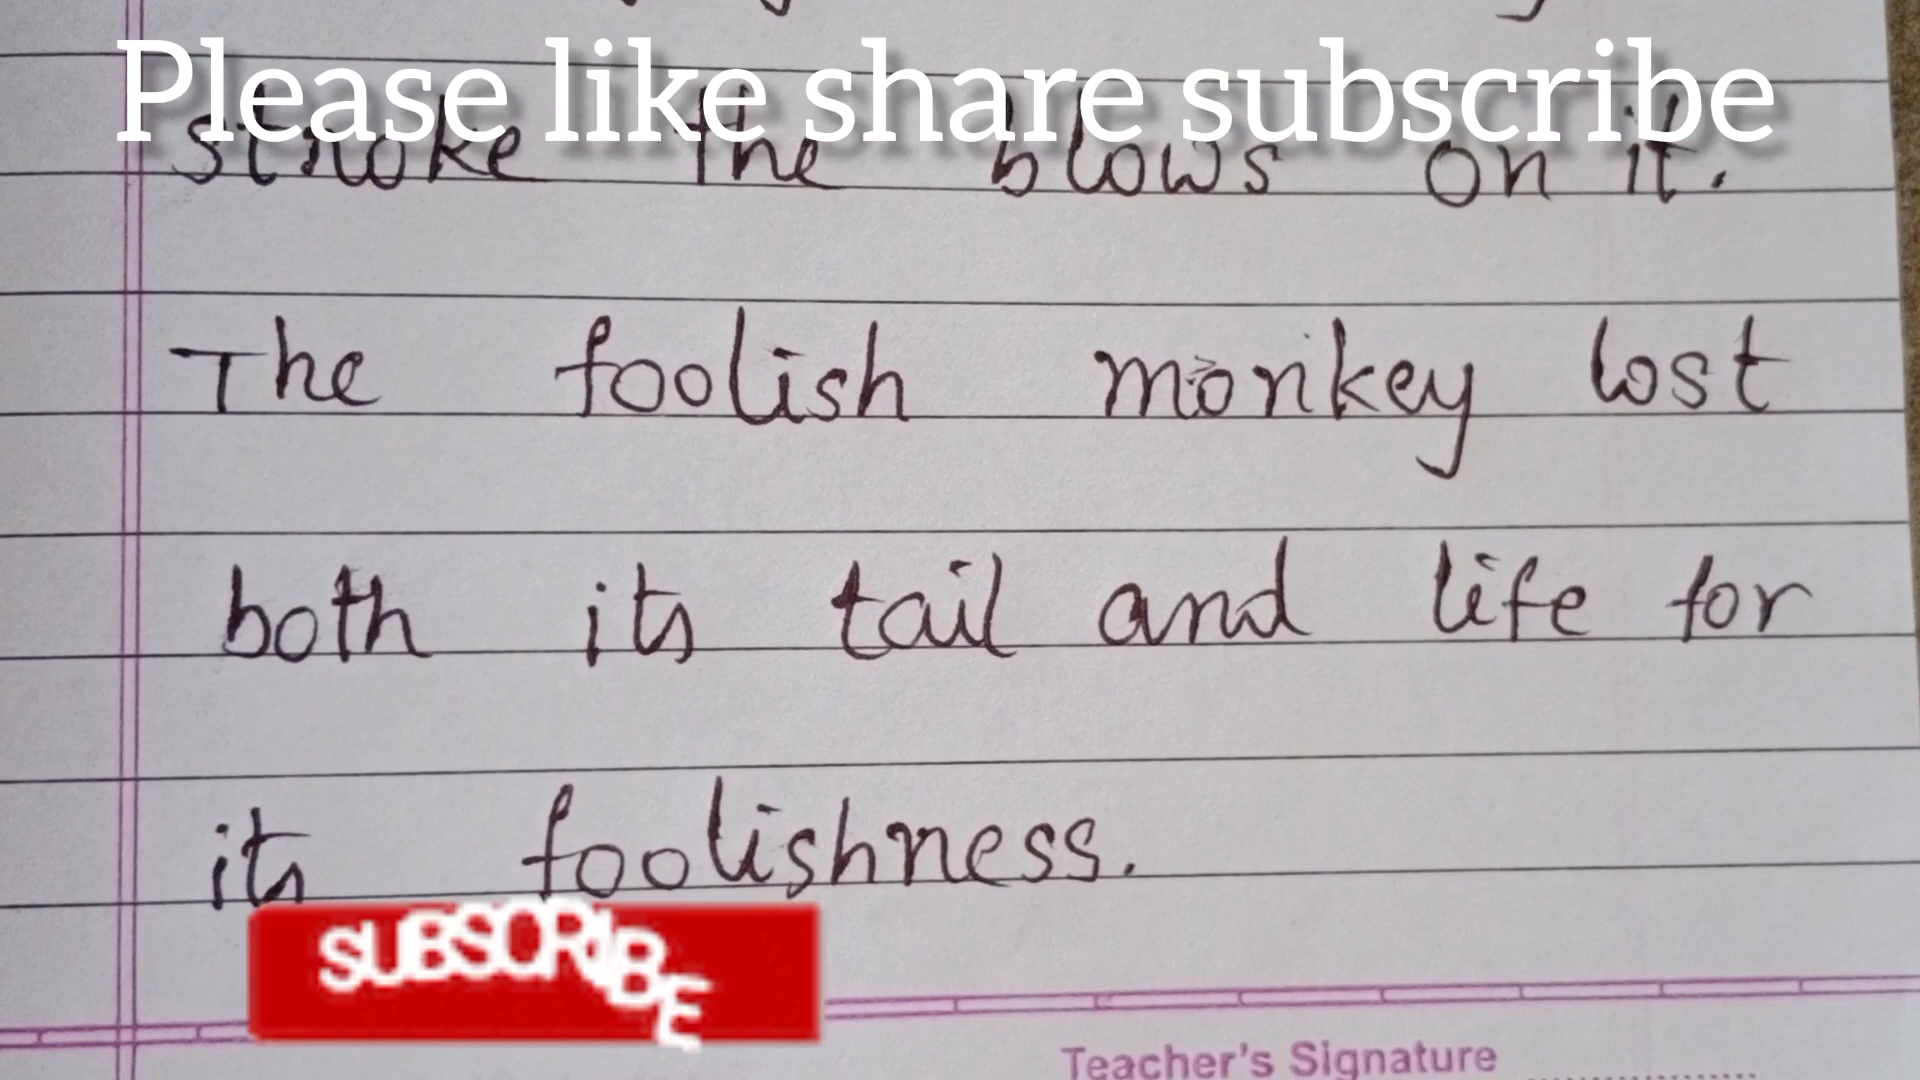 Please like share subscribe
stroke the blows on it.
The foolish monkey lost
both its tail and life for
its foolishness.
SUBSCRIBE
Teacher's Signature